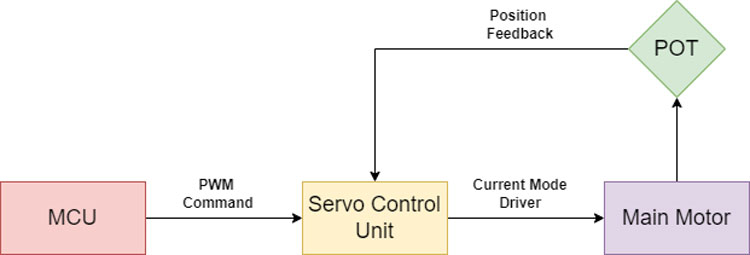 Position
Feedback
POT
PWM
Command
Current Mode
Driver
MCU
Servo Control
Unit
Main Motor